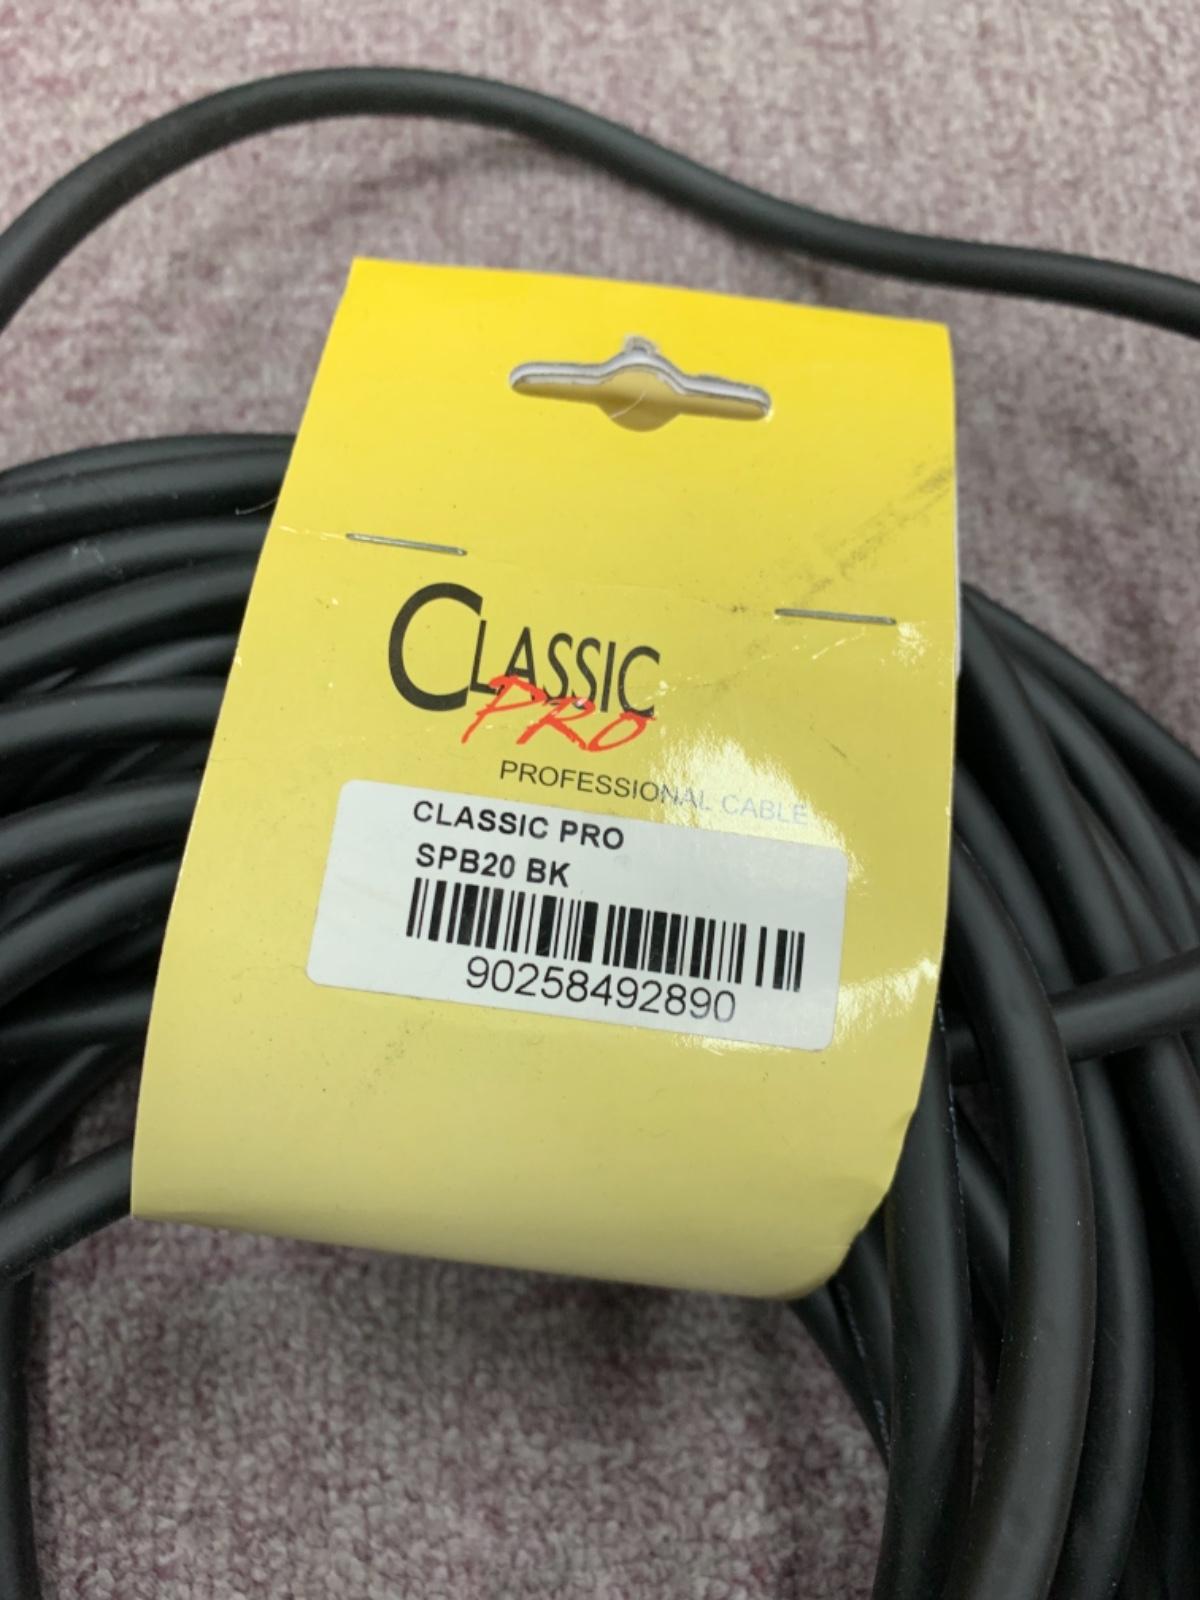 CLASSIC
PRO
PROFESSIONAL CABLE
CLASSIC PRO
SPB20 BK
90258492890